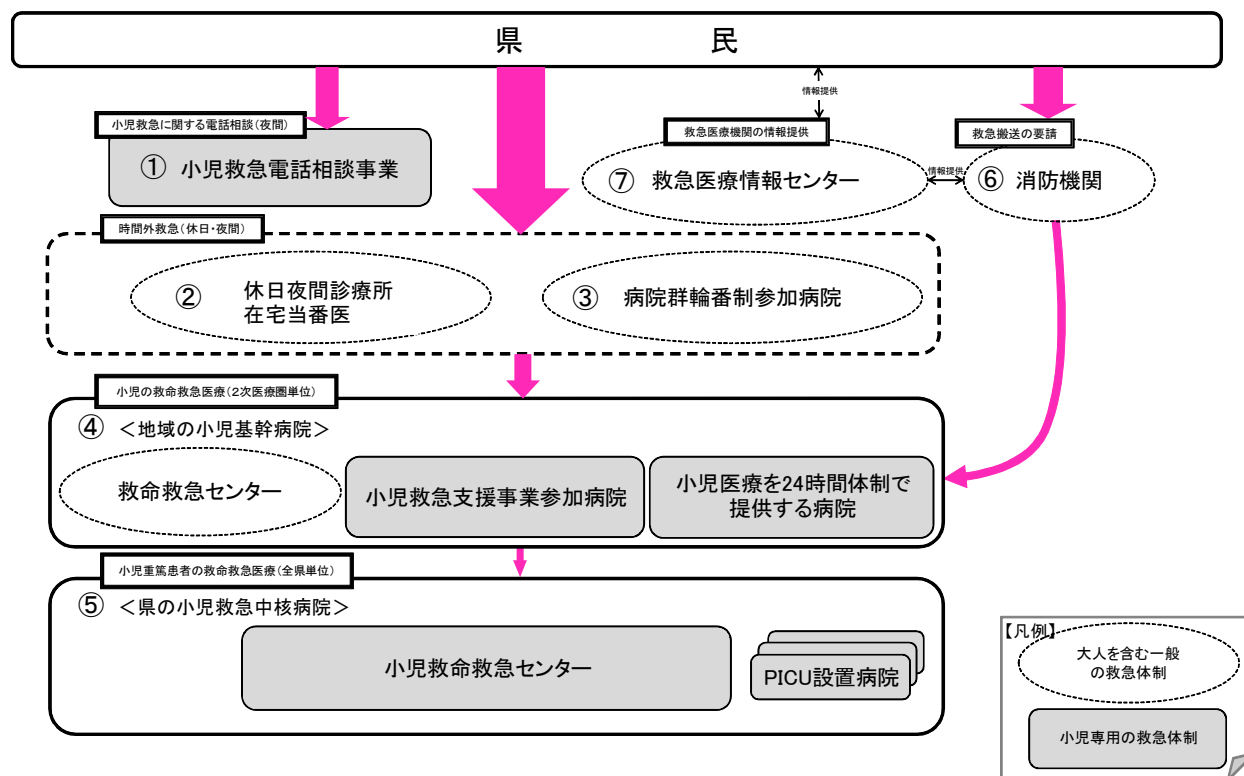 県　民
情報提供
小児救急に関する電話相談(夜間)
① 小児救急電話相談事業
救急医療機関の情報提供
⑦ 救急医療情報センター
情報提供
救急搬送の要請
⑥ 消防機関
時間外救急(休日・夜間)
② 休日夜間診療所
在宅当番医
③ 病院群輪番制参加病院
小児の救命救急医療(2次医療圏単位)
④ ＜地域の小児基幹病院＞
救命救急センター
小児救急支援事業参加病院
小児医療を24時間体制で
提供する病院
小児重篤患者の救命救急医療(全県単位)
⑤ ＜県の小児救急中核病院＞
小児救命救急センター
PICU設置病院
【凡例】
大人を含む一般
の救急体制
小児専用の救急体制